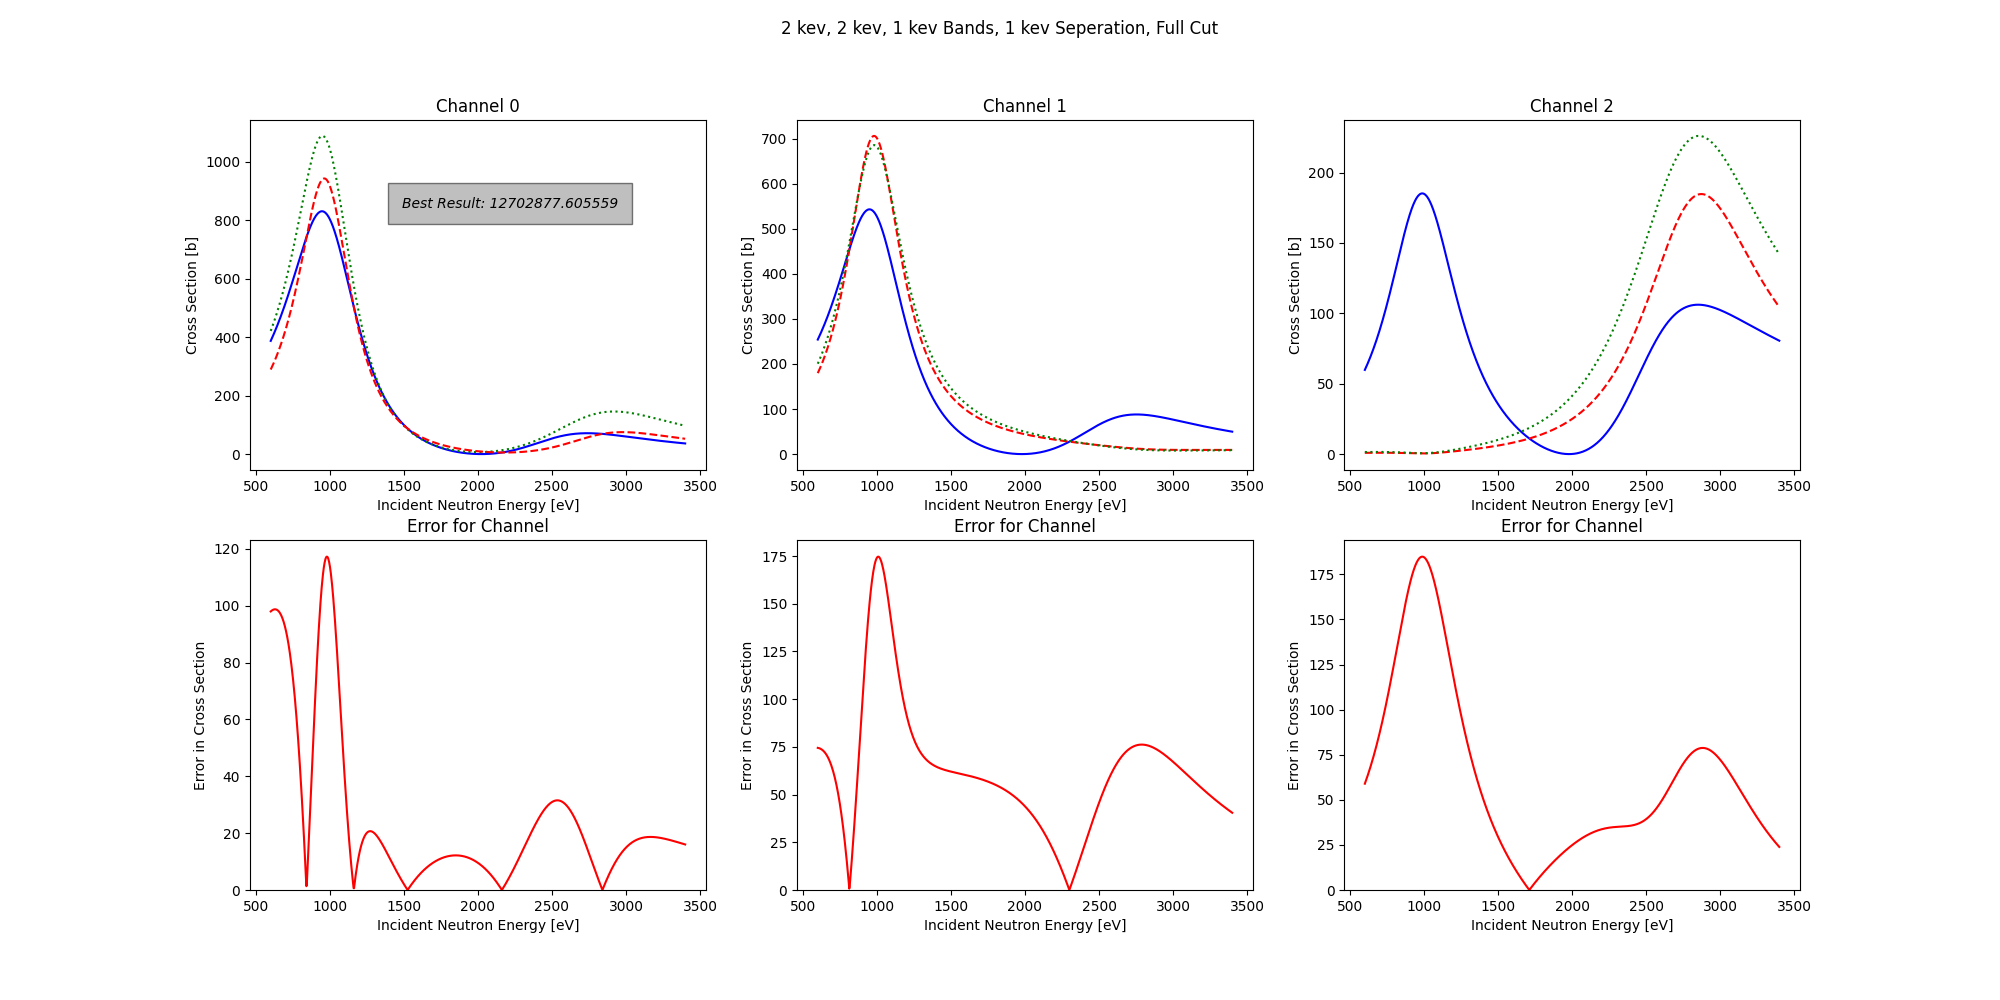 2 kev, 2 kev, 1 kev Bands, 1 kev Seperation, Full Cut
Channel 0
Cross Section [b]
1000
800
600
400
200
0
Best Result: 12702877.605559
500 1000 1500 2000 2500 3000 3500
Incident Neutron Energy [eV]
Channel 1
Cross Section [b]
700
600
500
400
300
200
100
0
500 1000 1500 2000 2500 3000 3500
Incident Neutron Energy [eV]
Channel 2
Cross Section [b]
200
150
100
50
0
500 1000 1500 2000 2500 3000 3500
Incident Neutron Energy [eV]
Error for Channel
Error in Cross Section
120
100
80
60
40
20
0
500 1000 1500 2000 2500 3000 3500
Incident Neutron Energy [eV]
Error for Channel
Error in Cross Section
175
150
125
100
75
50
25
0
500 1000 1500 2000 2500 3000 3500
Incident Neutron Energy [eV]
Error for Channel
Error in Cross Section
175
150
125
100
75
50
25
0
500 1000 1500 2000 2500 3000 3500
Incident Neutron Energy [eV]